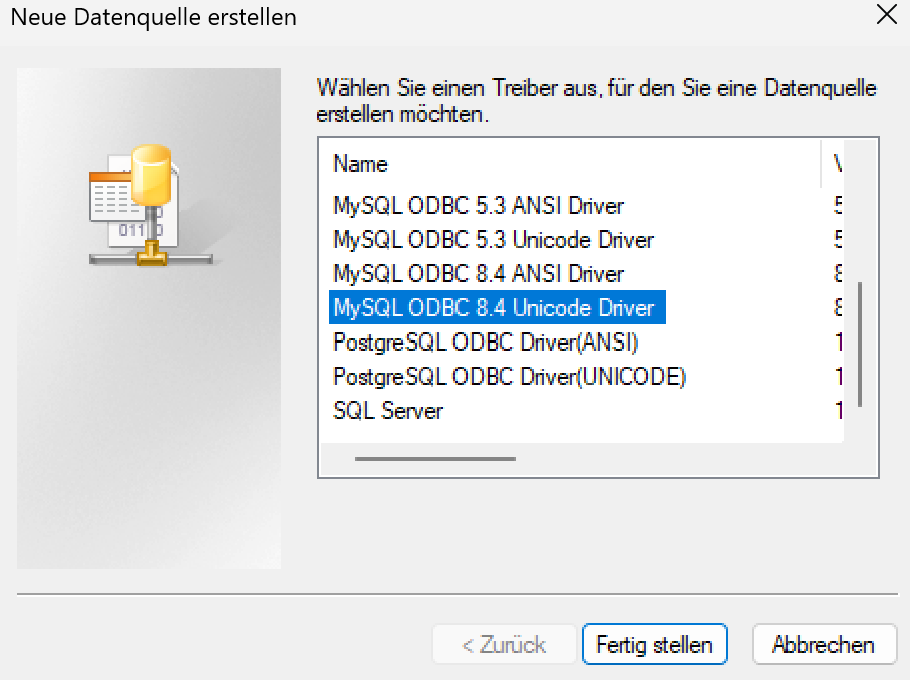 Neue Datenquelle erstellen
Wählen Sie einen Treiber aus, für den Sie eine Datenquelle
erstellen möchten.
Name
MySQL ODBC 5.3 ANSI Driver 5
MySQL ODBC 5.3 Unicode Driver 5
MySQL ODBC 8.4 ANSI Driver 8
MySQL ODBC 8.4 Unicode Driver 8
PostgreSQL ODBC Driver(ANSI) 1
PostgreSQL ODBC Driver(UNICODE) 1
SQL Server 1
< Zurück Fertig stellen Abbrechen